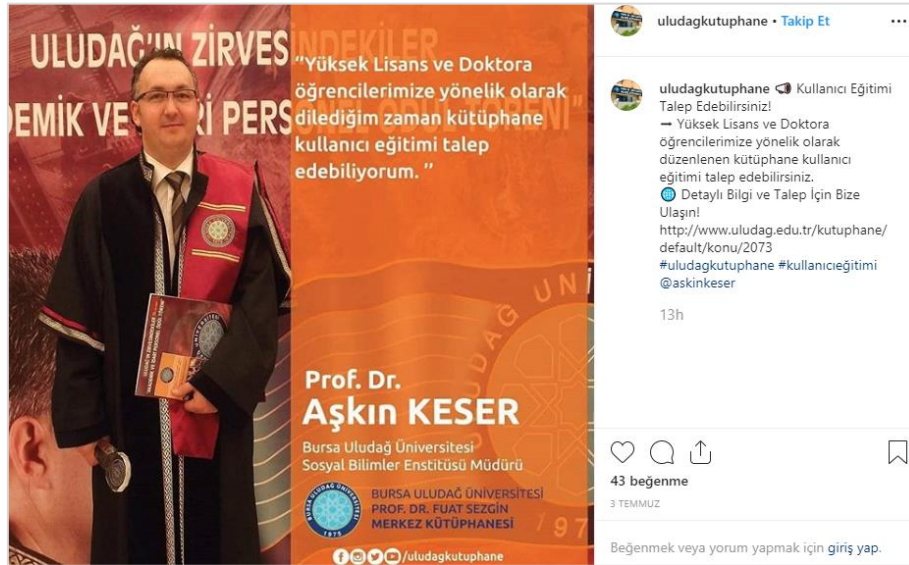 ULUDAĞ'IN ZİRVESİNDEKİLER
DEMİK VE İDARİ PERSONEL ÖDÜL TÖRENİ"
''Yüksek Lisans ve Doktora
öğrencilerimize yönelik olarak
dilediğim zaman kütüphane
kullanıcı eğitimi talep
edebiliyorum. ''
Prof. Dr.
Aşkın KESER
Bursa Uludağ Üniversitesi
Sosyal Bilimler Enstitüsü Müdürü
BURSA ULUDAĞ ÜNİVERSİTESİ
PROF. DR. FUAT SEZGİN
MERKEZ KÜTÜPHANESİ
/uludagkutuphane
uludagkutuphane • Takip Et
uludagkutuphane 📣 Kullanıcı Eğitimi
Talep Edebilirsiniz!
➞ Yüksek Lisans ve Doktora
öğrencilerimize yönelik olarak
düzenlenen kütüphane kullanıcı
eğitimi talep edebilirsiniz.
🌐 Detaylı Bilgi ve Talep İçin Bize
Ulaşın!
http://www.uludag.edu.tr/kutuphane/
default/konu/2073
#uludagkutuphane #kullanıcıeğitimi
@askinkeser
13h
43 beğenme
3 TEMMUZ
Beğenmek veya yorum yapmak için giriş yap.